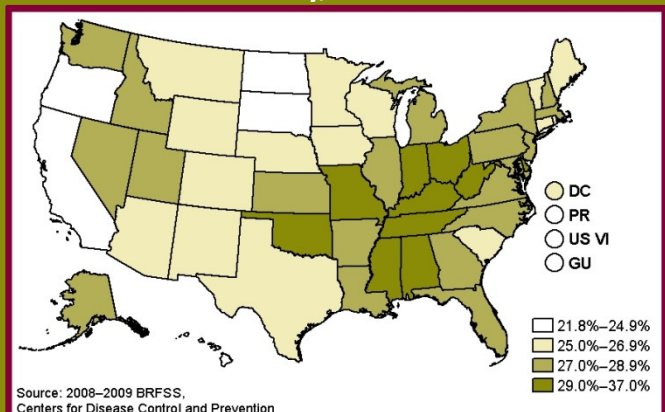 DC
PR
US VI
GU
21.8%–24.9%
25.0%–26.9%
27.0%–28.9%
29.0%–37.0%
Source: 2008–2009 BRFSS,
Centers for Disease Control and Prevention